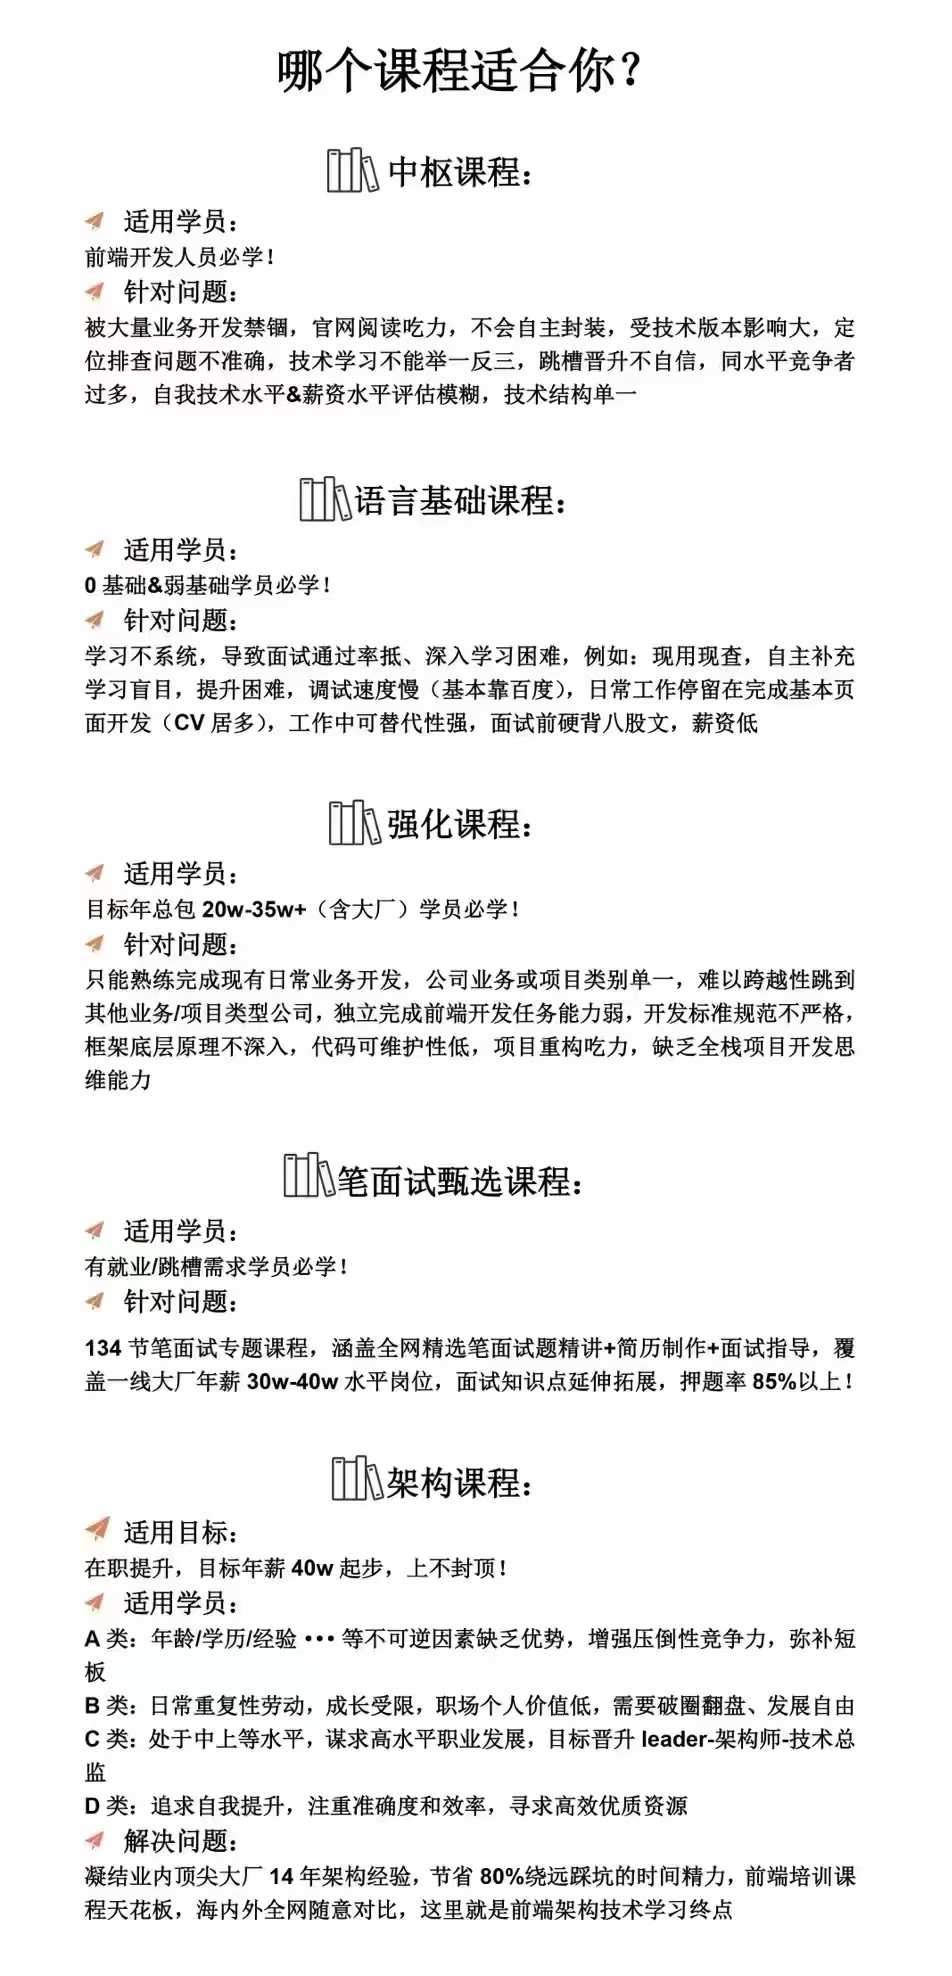 哪个课程适合你？
中枢课程：
适用学员：
前端开发人员必学！
针对问题：
被大量业务开发禁锢，官网阅读吃力，不会自主封装，受技术版本影响大，定
位排查问题不准确，技术学习不能举一反三，跳槽晋升不自信，同水平竞争者
过多，自我技术水平&薪资水平评估模糊，技术结构单一
语言基础课程：
适用学员：
0 基础&弱基础学员必学！
针对问题：
学习不系统，导致面试通过率抵、深入学习困难，例如：现用现查，自主补充
学习盲目，提升困难，调试速度慢（基本靠百度），日常工作停留在完成基本页
面开发（CV 居多），工作中可替代性强，面试前硬背八股文，薪资低
强化课程：
适用学员：
目标年总包 20w-35w+（含大厂）学员必学！
针对问题：
只能熟练完成现有日常业务开发，公司业务或项目类别单一，难以跨越性跳到
其他业务/项目类型公司，独立完成前端开发任务能力弱，开发标准规范不严格，
框架底层原理不深入，代码可维护性低，项目重构吃力，缺乏全栈项目开发思
维能力
笔面试甄选课程：
适用学员：
有就业/跳槽需求学员必学！
针对问题：
134 节笔面试专题课程，涵盖全网精选笔面试题精讲+简历制作+面试指导，覆
盖一线大厂年薪 30w-40w 水平岗位，面试知识点延伸拓展，押题率 85%以上！
架构课程：
适用目标：
在职提升，目标年薪 40w 起步，上不封顶！
适用学员：
A 类：年龄/学历/经验 ••• 等不可逆因素缺乏优势，增强压倒性竞争力，弥补短
板
B 类：日常重复性劳动，成长受限，职场个人价值低，需要破圈翻盘、发展自由
C 类：处于中上等水平，谋求高水平职业发展，目标晋升 leader-架构师-技术总
监
D 类：追求自我提升，注重准确度和效率，寻求高效优质资源
解决问题：
凝结业内顶尖大厂 14 年架构经验，节省 80%绕远踩坑的时间精力，前端培训课
程天花板，海内外全网随意对比，这里就是前端架构技术学习终点